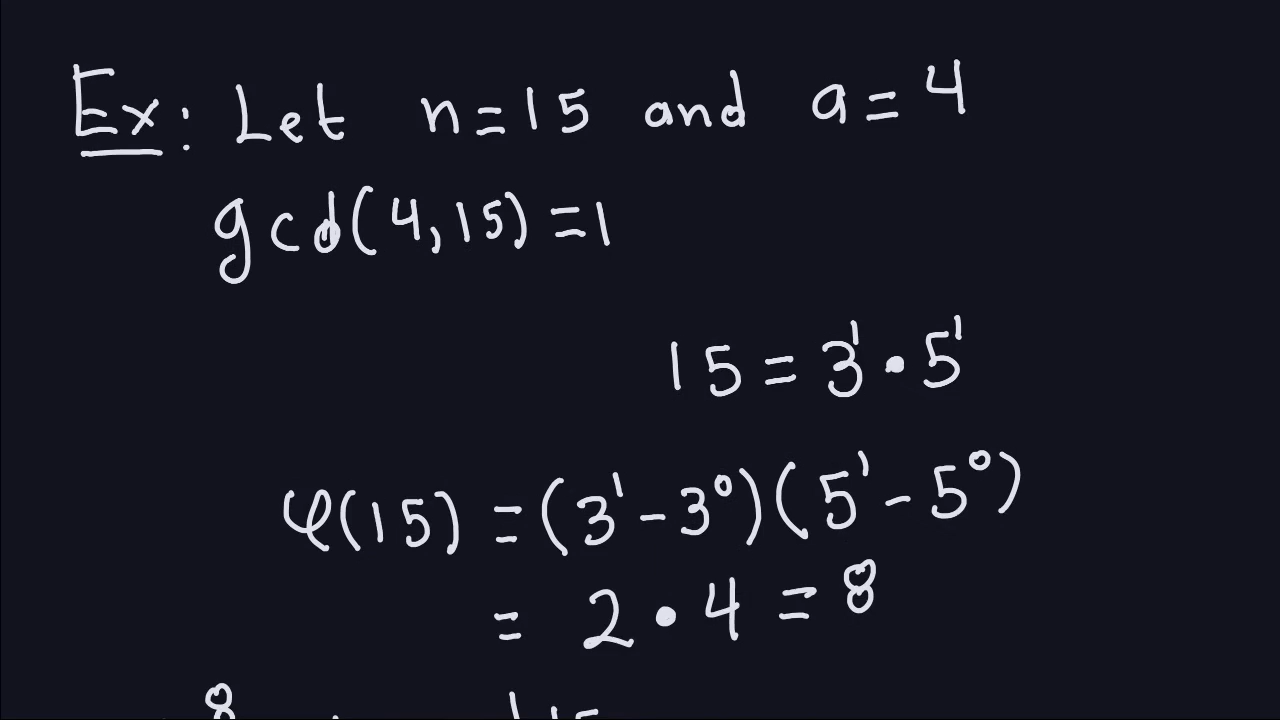 Ex: Let n=15 and a=4
gcd(4,15)=1
15=3¹•5¹
φ(15)=(3¹-3⁰)(5¹-5⁰)
= 2•4=8
8